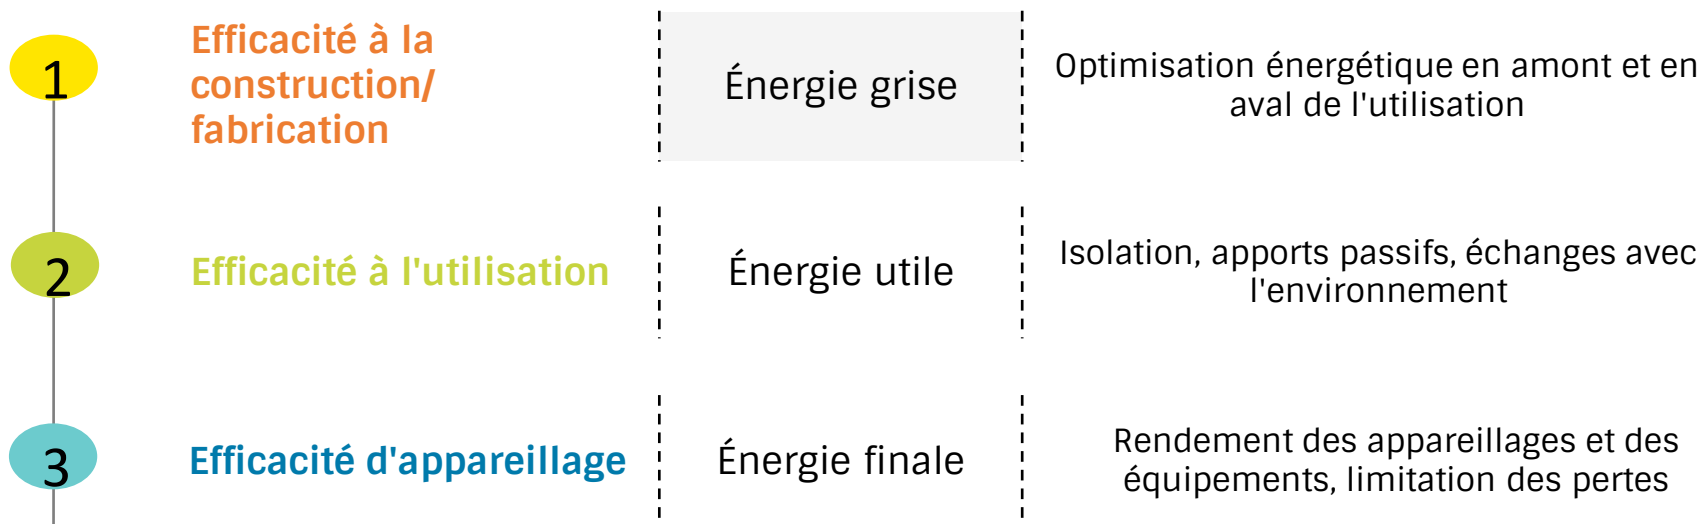 1
Efficacité à la
construction/
fabrication
Énergie grise
Optimisation énergétique en amont et en
aval de l'utilisation
2
Efficacité à l'utilisation
Énergie utile
Isolation, apports passifs, échanges avec
l'environnement
3
Efficacité d'appareillage
Énergie finale
Rendement des appareillages et des
équipements, limitation des pertes